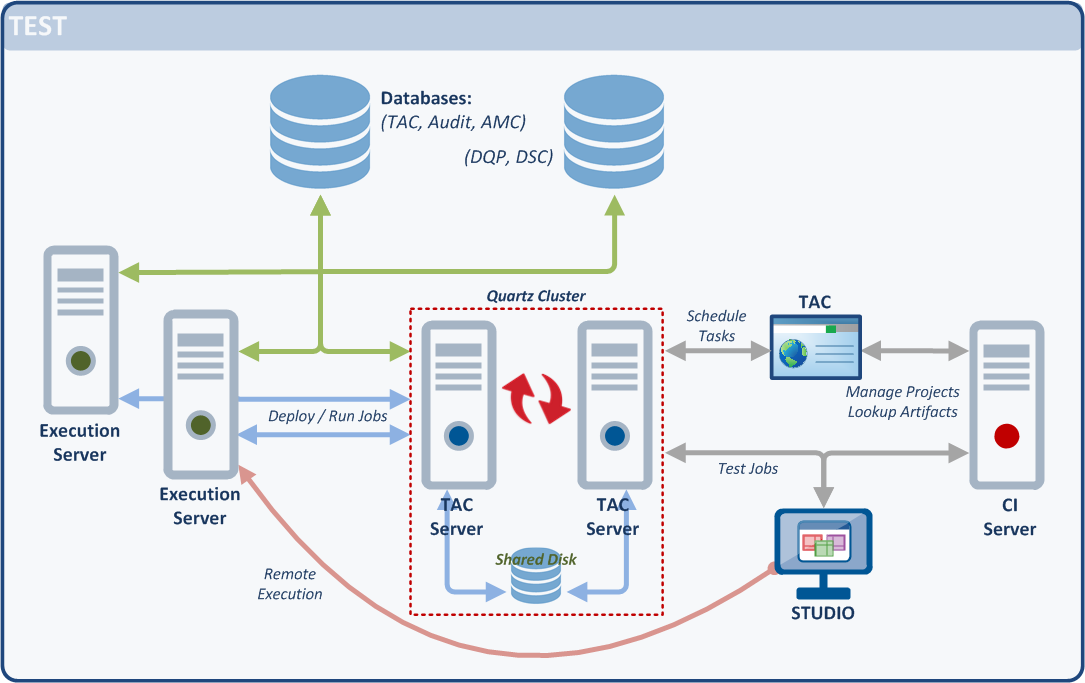 TEST
Databases:
(TAC, Audit, AMC)
(DQP, DSC)
Quartz Cluster
TAC
Schedule
Tasks
Manage Projects
Lookup Artifacts
Deploy / Run Jobs
Execution
Server
Execution
Server
Test Jobs
TAC
Server
TAC
Server
CI
Server
Shared Disk
Remote
Execution
STUDIO